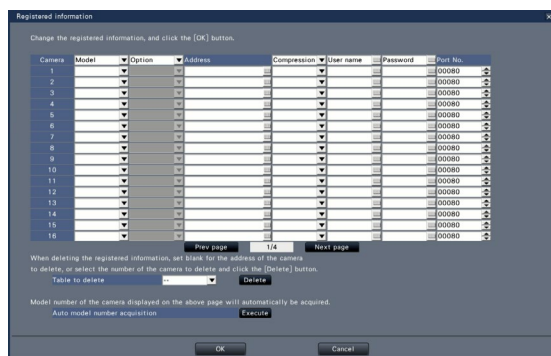 Registered information
Change the registered information, and click the [OK] button.
Camera Model Option Address Compression User name Password Port No.
1 00080
2 00080
3 00080
4 00080
5 00080
6 00080
7 00080
8 00080
9 00080
10 00080
11 00080
12 00080
13 00080
14 00080
15 00080
16 00080
Prev page 1/4 Next page
When deleting the registered information, set blank for the address of the camera
to delete, or select the number of the camera to delete and click the [Delete] button.
Table to delete -- Delete
Model number of the camera displayed on the above page will automatically be acquired.
Auto model number acquisition Execute
OK Cancel